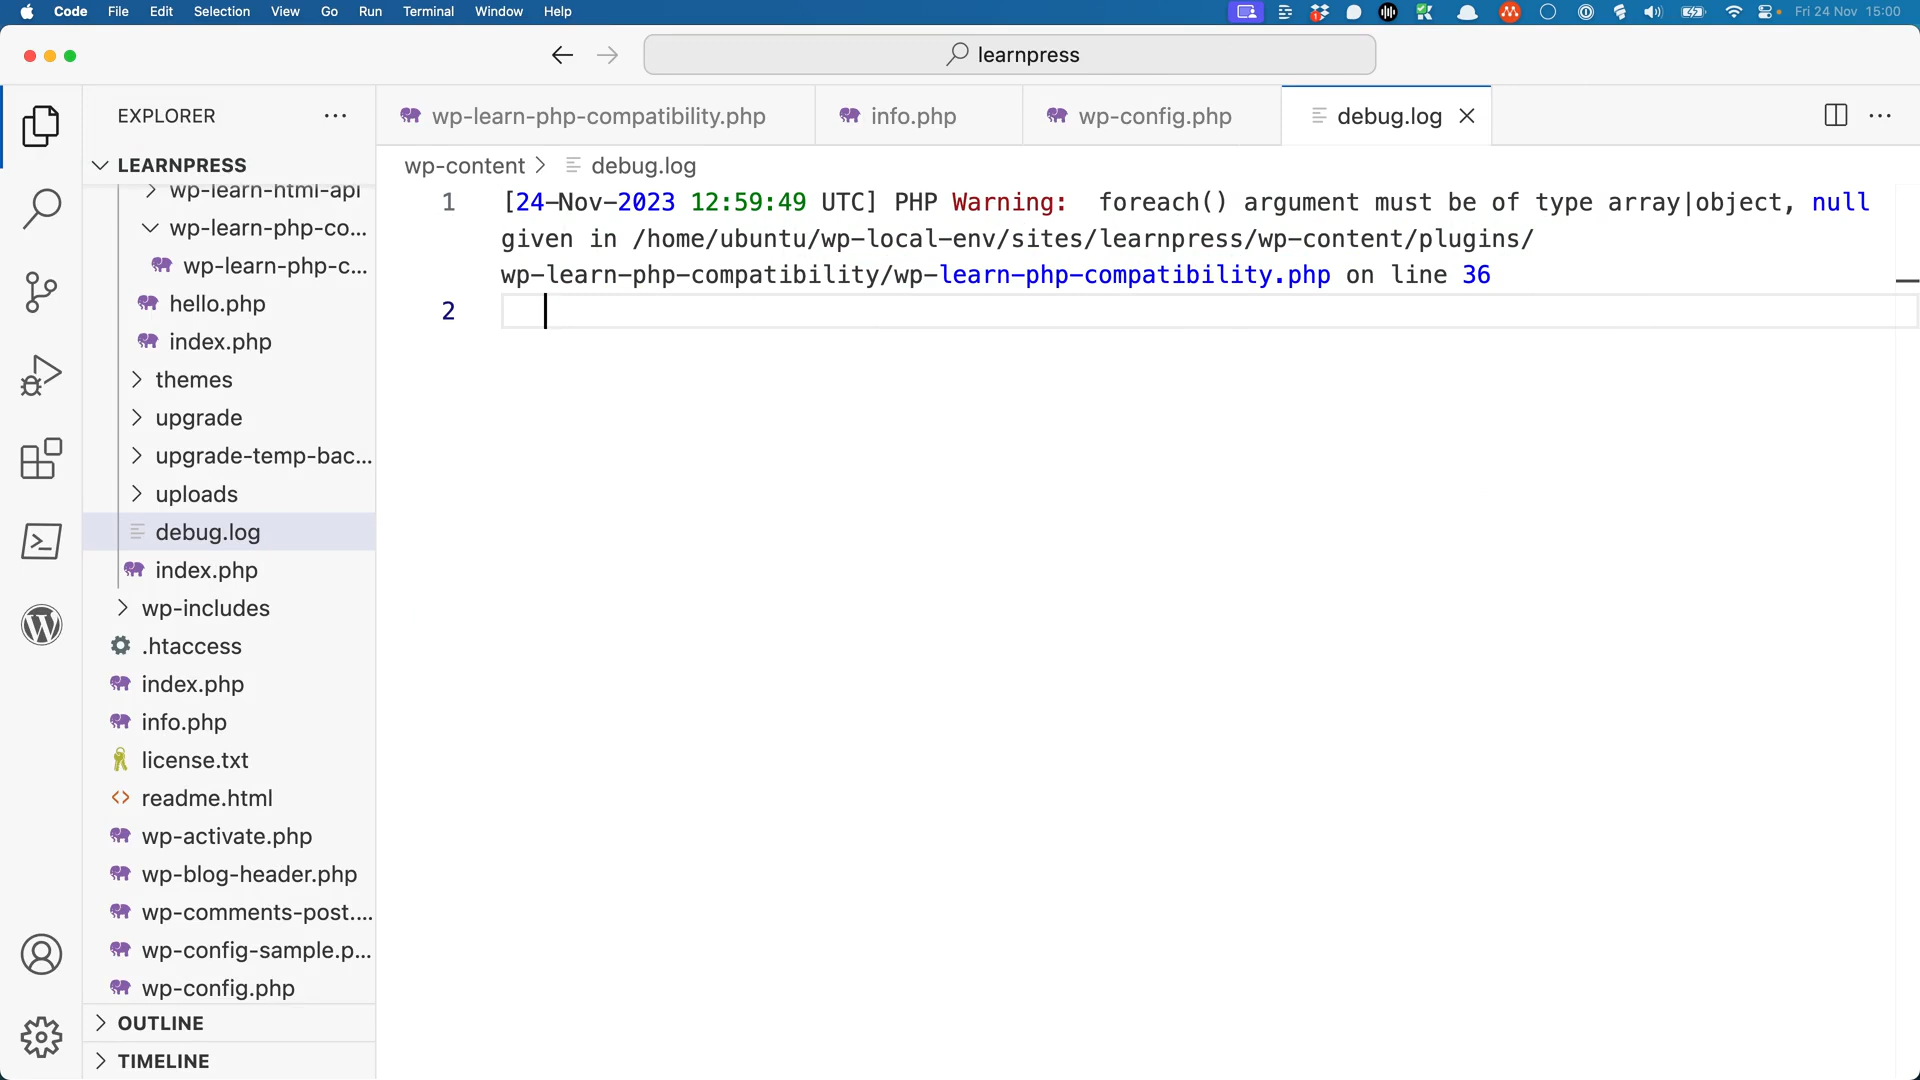 Code File Edit Selection View Go Run Terminal Window Help Fri 24 Nov 15:00
learnpress
EXPLORER
LEARNPRESS
wp-learn-html-api
wp-learn-php-co...
wp-learn-php-c...
hello.php
index.php
themes
upgrade
upgrade-temp-bac...
uploads
debug.log
index.php
wp-includes
.htaccess
index.php
info.php
license.txt
readme.html
wp-activate.php
wp-blog-header.php
wp-comments-post....
wp-config-sample.p...
wp-config.php
OUTLINE
TIMELINE
wp-learn-php-compatibility.php info.php wp-config.php debug.log
wp-content > debug.log
1 [24-Nov-2023 12:59:49 UTC] PHP Warning:  foreach() argument must be of type array|object, null
given in /home/ubuntu/wp-local-env/sites/learnpress/wp-content/plugins/
wp-learn-php-compatibility/wp-learn-php-compatibility.php on line 36
2